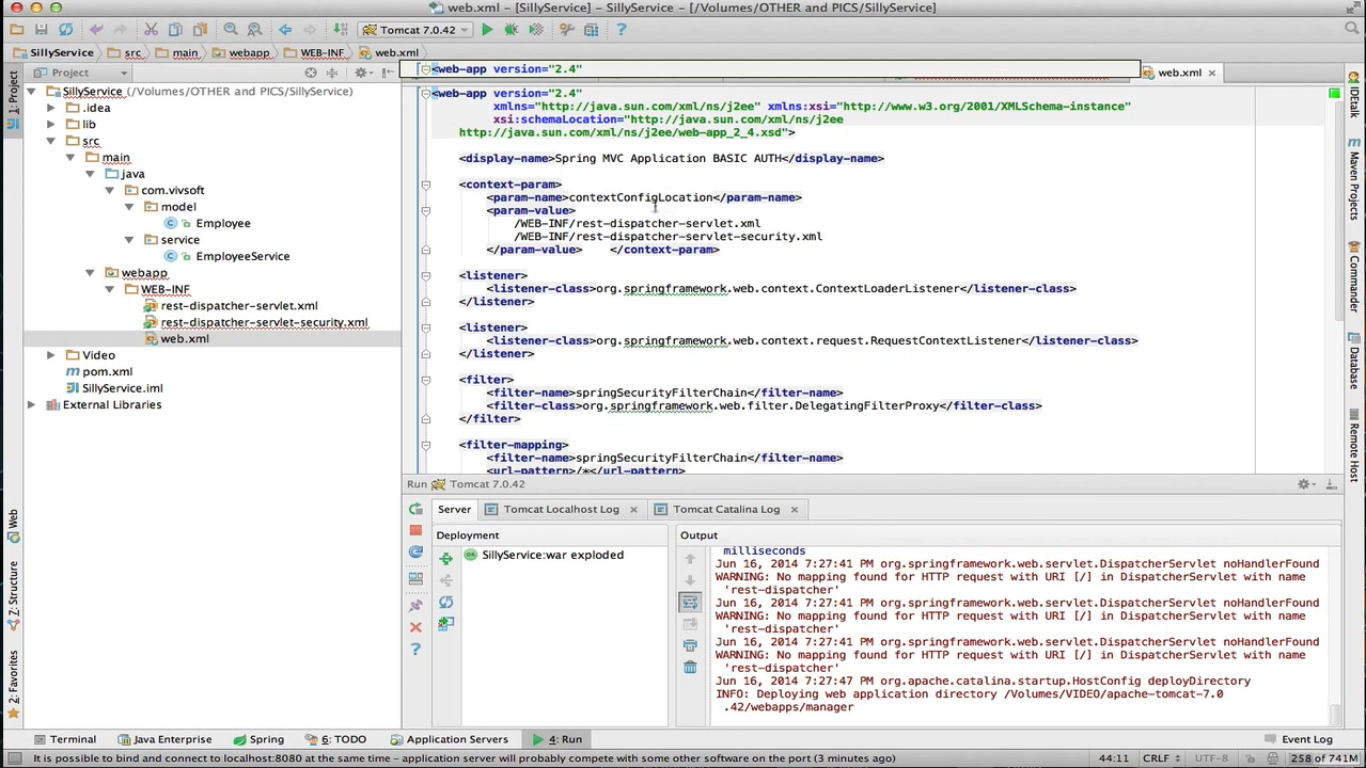 web.xml – [SillyService] – SillyService – [/Volumes/OTHER and PICS/SillyService]
Tomcat 7.0.42
SillyService src main webapp WEB-INF web.xml
Project
<web-app version="2.4"
web.xml
1: Project
SillyService (/Volumes/OTHER and PICS/SillyService)
.idea
lib
src
main
java
com.vivsoft
model
Employee
service
EmployeeService
webapp
WEB-INF
rest-dispatcher-servlet.xml
rest-dispatcher-servlet-security.xml
web.xml
Video
pom.xml
SillyService.iml
External Libraries
<web-app version="2.4"
xmlns="http://java.sun.com/xml/ns/j2ee" xmlns:xsi="http://www.w3.org/2001/XMLSchema-instance"
xsi:schemaLocation="http://java.sun.com/xml/ns/j2ee
http://java.sun.com/xml/ns/j2ee/web-app_2_4.xsd">
<display-name>Spring MVC Application BASIC AUTH</display-name>
<context-param>
<param-name>contextConfigLocation</param-name>
<param-value>
/WEB-INF/rest-dispatcher-servlet.xml
/WEB-INF/rest-dispatcher-servlet-security.xml
</param-value> </context-param>
<listener>
<listener-class>org.springframework.web.context.ContextLoaderListener</listener-class>
</listener>
<listener>
<listener-class>org.springframework.web.context.request.RequestContextListener</listener-class>
</listener>
<filter>
<filter-name>springSecurityFilterChain</filter-name>
<filter-class>org.springframework.web.filter.DelegatingFilterProxy</filter-class>
</filter>
<filter-mapping>
<filter-name>springSecurityFilterChain</filter-name>
<url-pattern>/*</url-pattern>
IDEtalk
Maven Projects
Ant Build
Commander
Database
Remote Host
Web
7: Structure
2: Favorites
Run Tomcat 7.0.42
Server Tomcat Localhost Log Tomcat Catalina Log
Deployment
SillyService:war exploded
Output
milliseconds
Jun 16, 2014 7:27:41 PM org.springframework.web.servlet.DispatcherServlet noHandlerFound
WARNING: No mapping found for HTTP request with URI [/] in DispatcherServlet with name
'rest-dispatcher'
Jun 16, 2014 7:27:41 PM org.springframework.web.servlet.DispatcherServlet noHandlerFound
WARNING: No mapping found for HTTP request with URI [/] in DispatcherServlet with name
'rest-dispatcher'
Jun 16, 2014 7:27:41 PM org.springframework.web.servlet.DispatcherServlet noHandlerFound
WARNING: No mapping found for HTTP request with URI [/] in DispatcherServlet with name
'rest-dispatcher'
Jun 16, 2014 7:27:47 PM org.apache.catalina.startup.HostConfig deployDirectory
INFO: Deploying web application directory /Volumes/VIDEO/apache-tomcat-7.0
.42/webapps/manager
Terminal Java Enterprise Spring 6: TODO Application Servers 4: Run Event Log
It is possible to bind and connect to localhost:8080 at the same time – application server will probably compete with some other software on the port (3 minutes ago) 44:11 CRLF UTF-8 258 of 741M